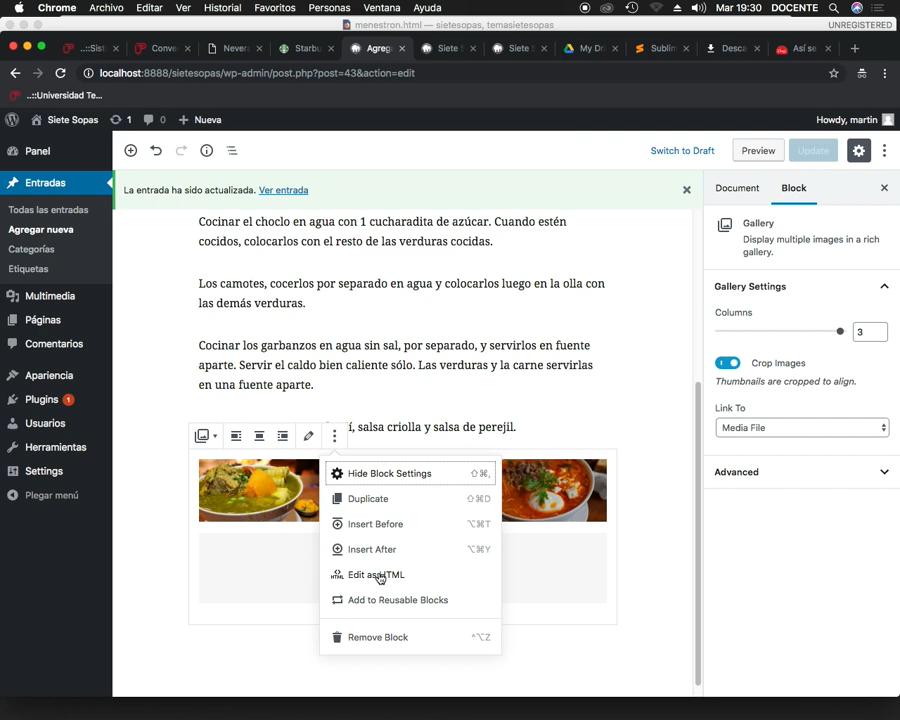 Chrome Archivo Editar Ver Historial Favoritos Personas Ventana Ayuda Mar 19:30 DOCENTE
menestron.html — sietesopas, temasietesopas UNREGISTERED
..::Sist Conve Never Starbu Agreg Siete S Siete S My Dr Sublim Desca Así se
localhost:8888/sietesopas/wp-admin/post.php?post=43&action=edit
..::Universidad Te...
Siete Sopas 1 0 Nueva Howdy, martin
Panel
Entradas
Todas las entradas
Agregar nueva
Categorías
Etiquetas
Multimedia
Páginas
Comentarios
Apariencia
Plugins 1
Usuarios
Herramientas
Settings
Plegar menú
Switch to Draft Preview Update
La entrada ha sido actualizada. Ver entrada
Cocinar el choclo en agua con 1 cucharadita de azúcar. Cuando estén
cocidos, colocarlos con el resto de las verduras cocidas.
Los camotes, cocerlos por separado en agua y colocarlos luego en la olla con
las demás verduras.
Cocinar los garbanzos en agua sin sal, por separado, y servirlos en fuente
aparte. Servir el caldo bien caliente sólo. Las verduras y la carne servirlas
en una fuente aparte.
í, salsa criolla y salsa de perejil.
Hide Block Settings ⇧⌘,
Duplicate ⇧⌘D
Insert Before ⌥⌘T
Insert After ⌥⌘Y
HTML Edit as HTML
Add to Reusable Blocks
Remove Block ^⌥Z
Document Block
Gallery
Display multiple images in a rich
gallery.
Gallery Settings
Columns
3
Crop Images
Thumbnails are cropped to align.
Link To
Media File
Advanced